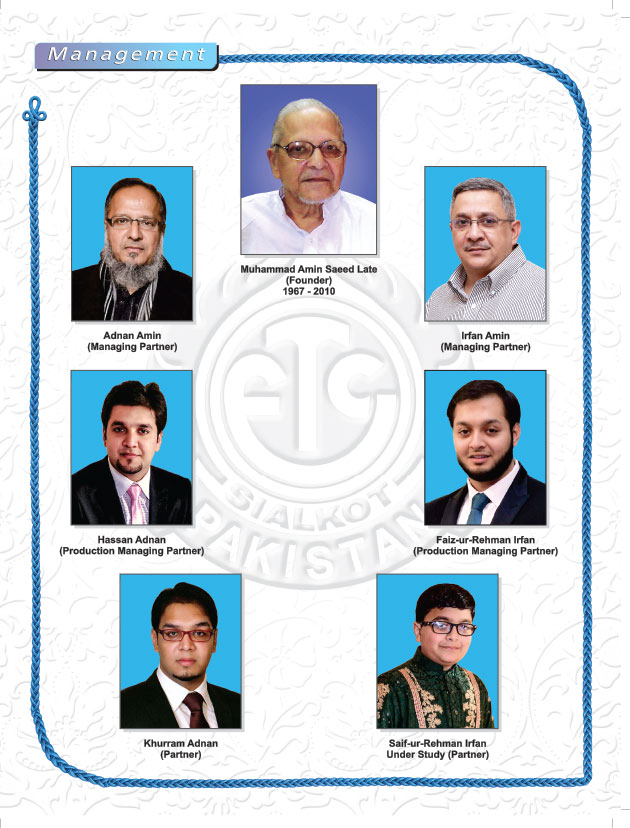 Management
Muhammad Amin Saeed Late
(Founder)
1967 - 2010
Adnan Amin
(Managing Partner)
Irfan Amin
(Managing Partner)
ATC
SIALKOT
PAKISTAN
Hassan Adnan
(Production Managing Partner)
Faiz-ur-Rehman Irfan
(Production Managing Partner)
Khurram Adnan
(Partner)
Saif-ur-Rehman Irfan
Under Study (Partner)